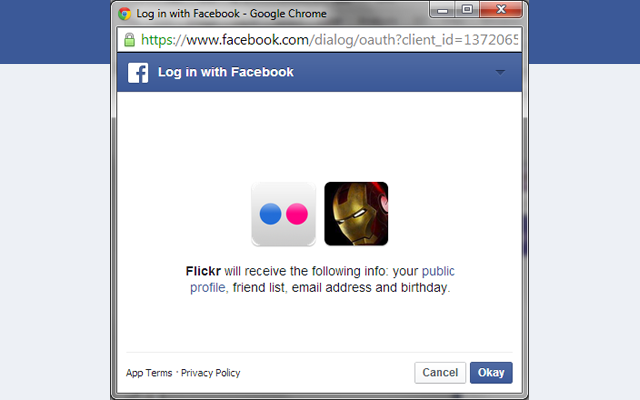 Log in with Facebook - Google Chrome
https://www.facebook.com/dialog/oauth?client_id=1372065
Log in with Facebook
Flickr will receive the following info: your public
profile, friend list, email address and birthday.
App Terms · Privacy Policy
Cancel
Okay